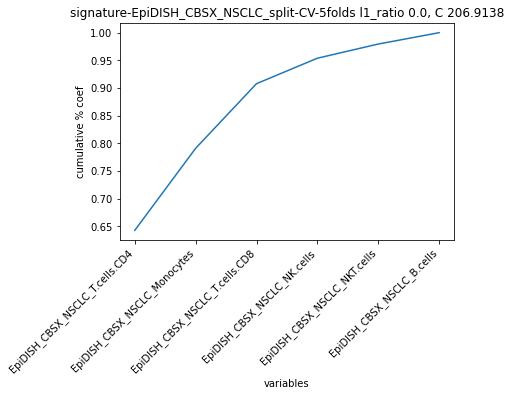 signature-EpiDISH_CBSX_NSCLC_split-CV-5folds l1_ratio 0.0, C 206.9138
1.00
0.95
0.90
0.85
0.80
0.75
0.70
0.65
cumulative % coef
EpiDISH_CBSX_NSCLC_T.cells.CD4
EpiDISH_CBSX_NSCLC_Monocytes
EpiDISH_CBSX_NSCLC_T.cells.CD8
EpiDISH_CBSX_NSCLC_NK.cells
EpiDISH_CBSX_NSCLC_NKT.cells
EpiDISH_CBSX_NSCLC_B.cells
variables